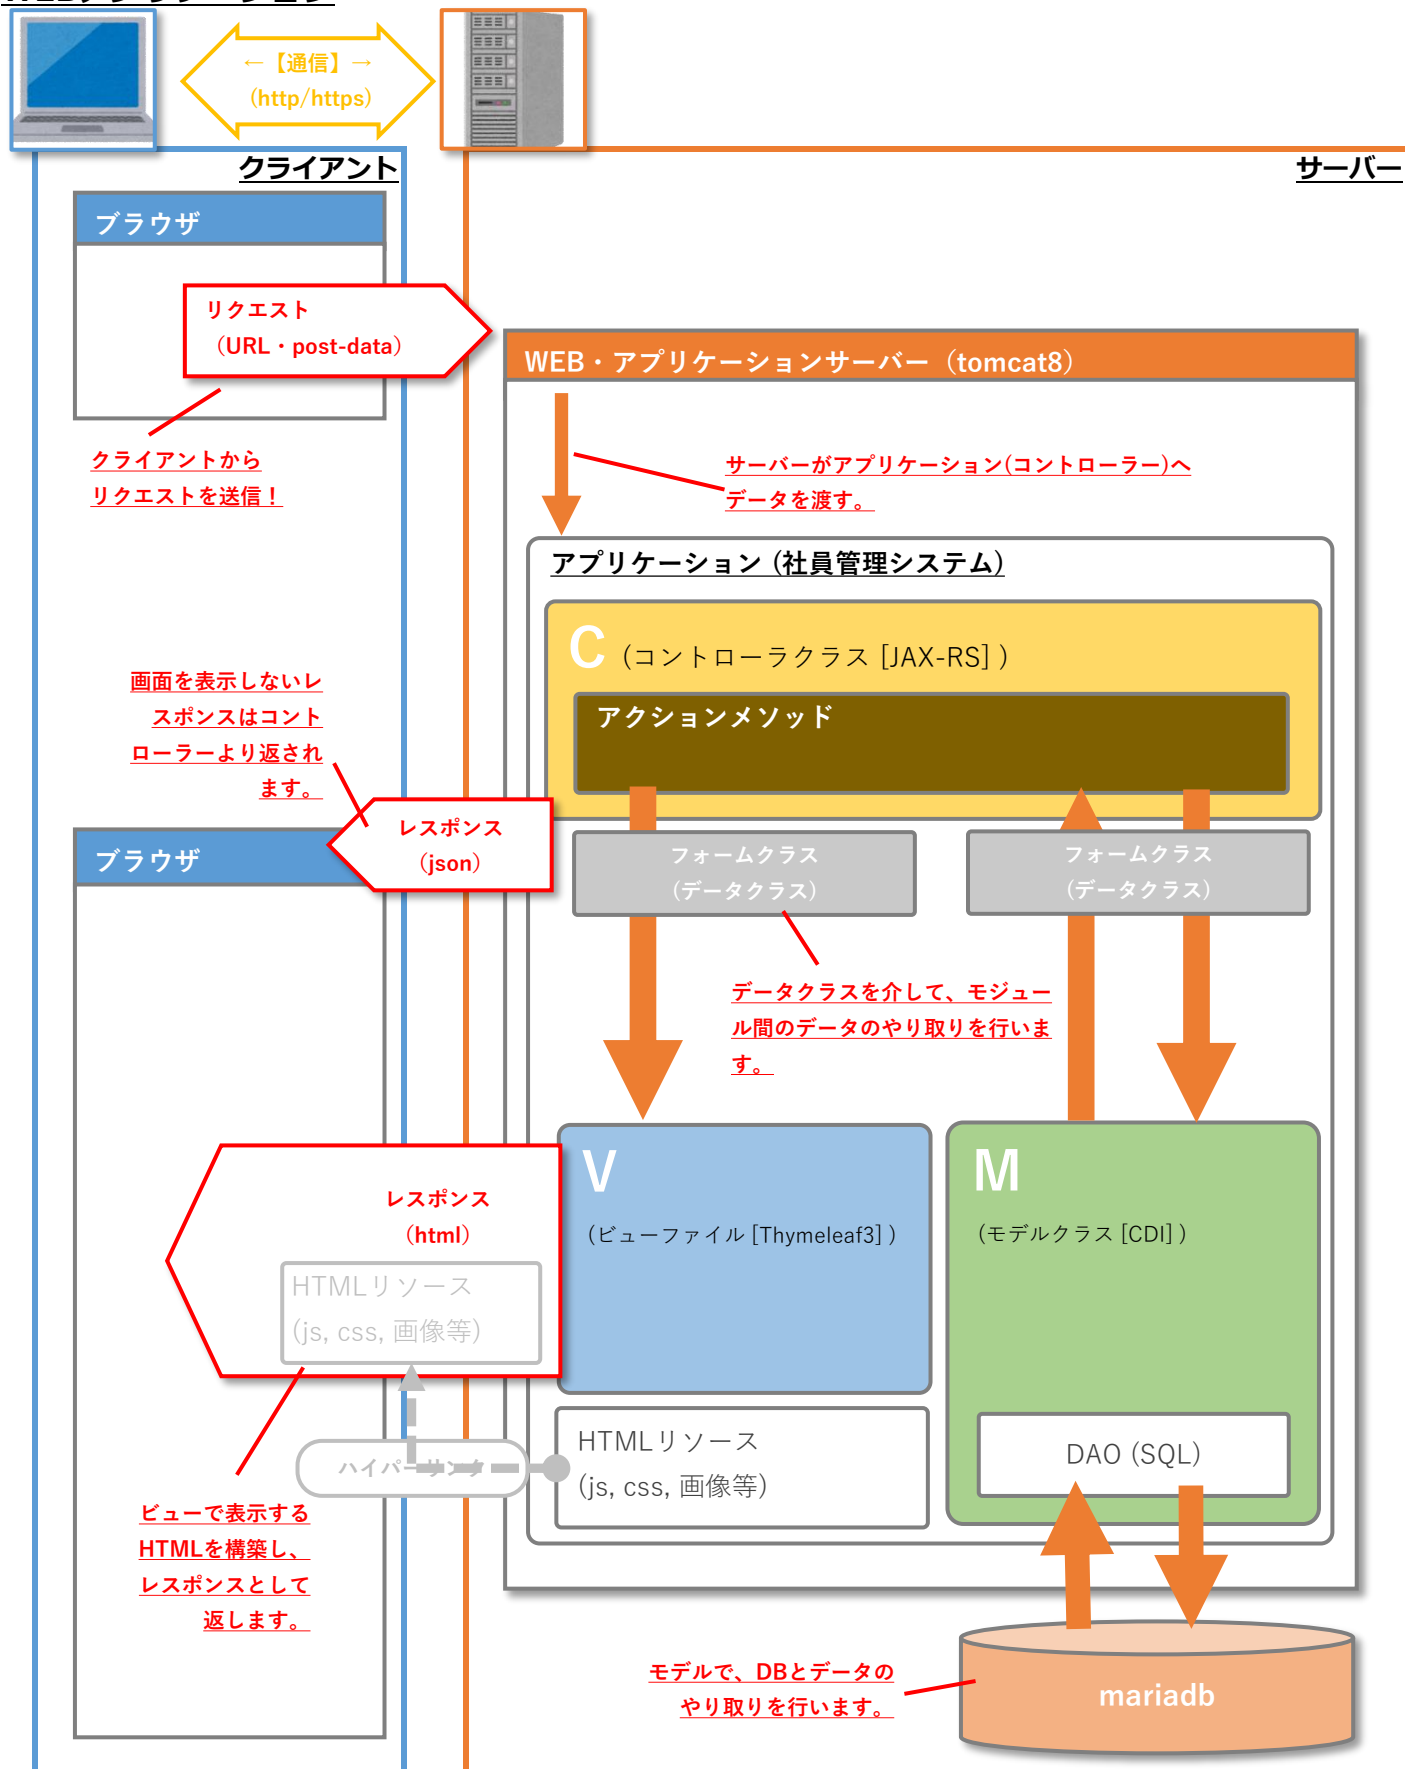 ←【通信】→
(http/https)
クライアント
サーバー
ブラウザ
リクエスト
（URL・post-data）
WEB・アプリケーションサーバー（tomcat8）
クライアントから
リクエストを送信！
サーバーがアプリケーション(コントローラー)へ
データを渡す。
アプリケーション (社員管理システム)
C（コントローラクラス [JAX-RS] ）
アクションメソッド
画面を表示しないレ
スポンスはコント
ローラーより返され
ます。
レスポンス
（json）
ブラウザ
フォームクラス
(データクラス)
フォームクラス
(データクラス)
データクラスを介して、モジュー
ル間のデータのやり取りを行いま
す。
V
（ビューファイル [Thymeleaf3] ）
M
（モデルクラス [CDI] ）
レスポンス
（html）
HTMLリソース
(js, css, 画像等)
HTMLリソース
(js, css, 画像等)
DAO (SQL)
ハイパーリンク
ビューで表示する
HTMLを構築し、
レスポンスとして
返します。
モデルで、DBとデータの
やり取りを行います。
mariadb